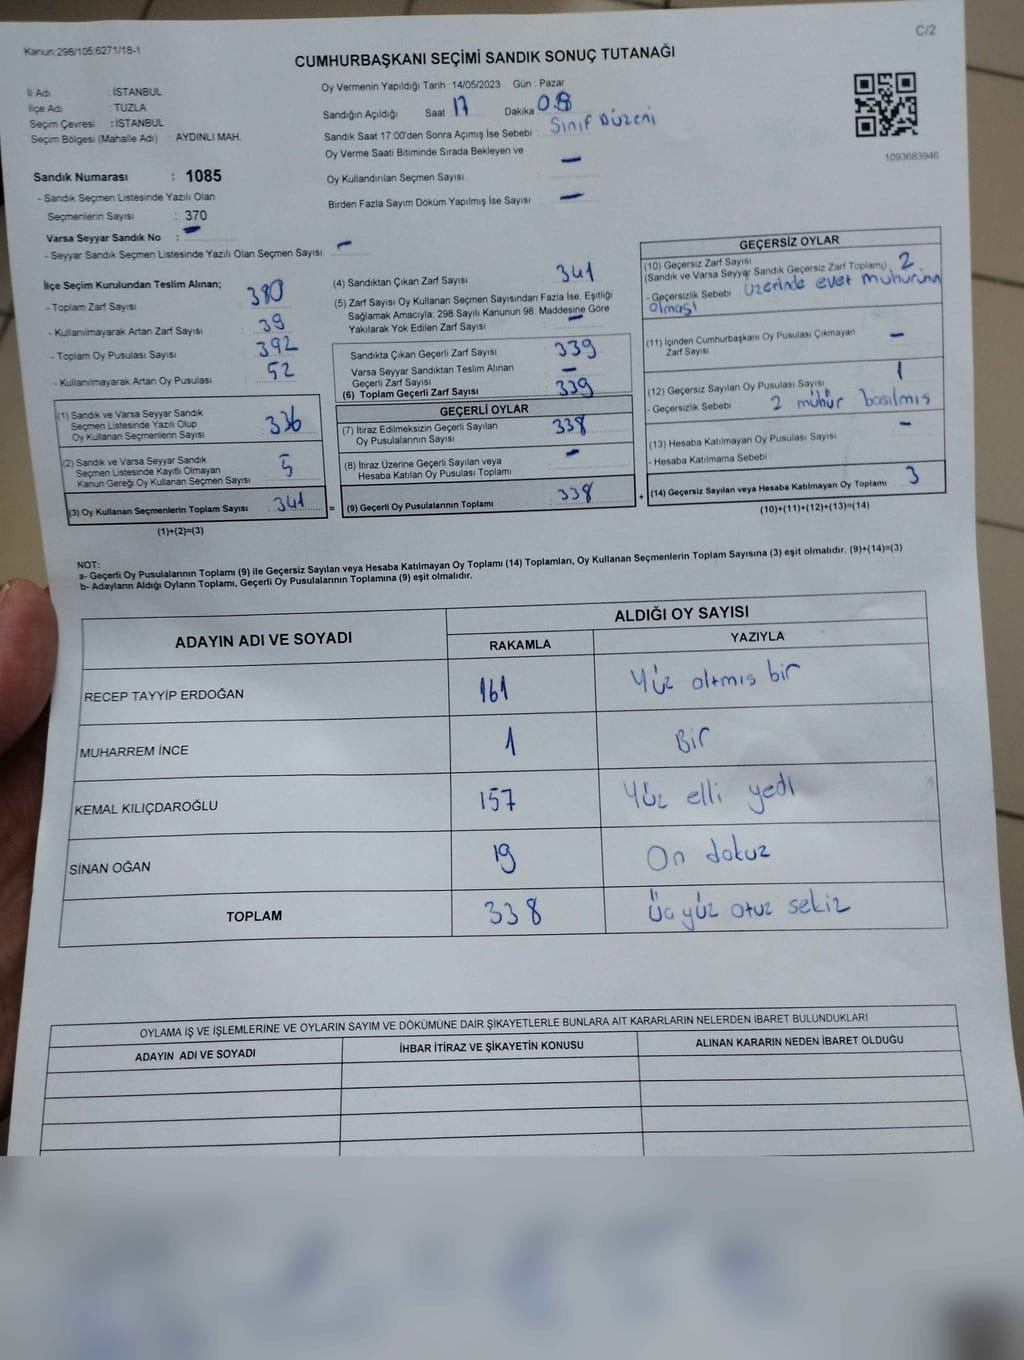 C/2
Kanun;298/105;6271/18-1
CUMHURBAŞKANI SEÇİMİ SANDIK SONUÇ TUTANAĞI
İl Adı : İSTANBUL
İlçe Adı : TUZLA
Seçim Çevresi : İSTANBUL
Seçim Bölgesi (Mahalle Adı) : AYDINLI MAH.
Oy Vermenin Yapıldığı Tarih : 14/05/2023 Gün : Pazar
Sandığın Açıldığı Saat 17 Dakika 08
Sandık Saat 17:00'den Sonra Açımış İse Sebebi : Sınıf Düzeni
Oy Verme Saati Bitiminde Sırada Bekleyen ve
Oy Kullandırılan Seçmen Sayısı : –
Birden Fazla Sayım Döküm Yapılmış İse Sayısı : –
1093683946
Sandık Numarası : 1085
- Sandık Seçmen Listesinde Yazılı Olan
Seçmenlerin Sayısı : 370
Varsa Seyyar Sandık No : –
- Seyyar Sandık Seçmen Listesinde Yazılı Olan Seçmen Sayısı: –
İlçe Seçim Kurulundan Teslim Alınan;
- Toplam Zarf Sayısı : 380
- Kullanılmayarak Artan Zarf Sayısı : 39
- Toplam Oy Pusulası Sayısı : 392
- Kullanılmayarak Artan Oy Pusulası : 52
(1) Sandık ve Varsa Seyyar Sandık
Seçmen Listesinde Yazılı Olup
Oy Kullanan Seçmenlerin Sayısı : 336
(2) Sandık ve Varsa Seyyar Sandık
Seçmen Listesinde Kayıtlı Olmayan
Kanun Gereği Oy Kullanan Seçmen Sayısı : 5
(3) Oy Kullanan Seçmenlerin Toplam Sayısı : 341
(1)+(2)=(3)
(4) Sandıktan Çıkan Zarf Sayısı : 341
(5) Zarf Sayısı Oy Kullanan Seçmen Sayısından Fazla İse, Eşitliği
Sağlamak Amacıyla; 298 Sayılı Kanunun 98. Maddesine Göre
Yakılarak Yok Edilen Zarf Sayısı : –
Sandıkta Çıkan Geçerli Zarf Sayısı : 339
Varsa Seyyar Sandıktan Teslim Alınan
Geçerli Zarf Sayısı : –
(6) Toplam Geçerli Zarf Sayısı : 339
GEÇERLİ OYLAR
(7) İtiraz Edilmeksizin Geçerli Sayılan
Oy Pusulalarının Sayısı : 338
(8) İtiraz Üzerine Geçerli Sayılan veya
Hesaba Katılan Oy Pusulası Toplamı : –
= (9) Geçerli Oy Pusulalarının Toplamı : 338
GEÇERSİZ OYLAR
(10) Geçersiz Zarf Sayısı
(Sandık ve Varsa Seyyar Sandık Geçersiz Zarf Toplamı) : 2
- Geçersizlik Sebebi : Üzerinde evet mührünün
olması
(11) İçinden Cumhurbaşkanı Oy Pusulası Çıkmayan
Zarf Sayısı : –
(12) Geçersiz Sayılan Oy Pusulası Sayısı : 1
- Geçersizlik Sebebi : 2 mühür basılmış
(13) Hesaba Katılmayan Oy Pusulası Sayısı : –
- Hesaba Katılmama Sebebi :
+ (14) Geçersiz Sayılan veya Hesaba Katılmayan Oy Toplamı : 3
(10)+(11)+(12)+(13)=(14)
NOT:
a- Geçerli Oy Pusulalarının Toplamı (9) ile Geçersiz Sayılan veya Hesaba Katılmayan Oy Toplamı (14) Toplamları, Oy Kullanan Seçmenlerin Toplam Sayısına (3) eşit olmalıdır. (9)+(14)=(3)
b- Adayların Aldığı Oyların Toplamı, Geçerli Oy Pusulalarının Toplamına (9) eşit olmalıdır.
ADAYIN ADI VE SOYADI
ALDIĞI OY SAYISI
RAKAMLA YAZIYLA
RECEP TAYYİP ERDOĞAN 161 Yüz altmış bir
MUHARREM İNCE 1 Bir
KEMAL KILIÇDAROĞLU 157 Yüz elli yedi
SİNAN OĞAN 19 On dokuz
TOPLAM 338 Üç yüz otuz sekiz
OYLAMA İŞ VE İŞLEMLERİNE VE OYLARIN SAYIM VE DÖKÜMÜNE DAİR ŞİKAYETLERLE BUNLARA AİT KARARLARIN NELERDEN İBARET BULUNDUKLARI
ADAYIN ADI VE SOYADI İHBAR İTİRAZ VE ŞİKAYETİN KONUSU ALINAN KARARIN NEDEN İBARET OLDUĞU